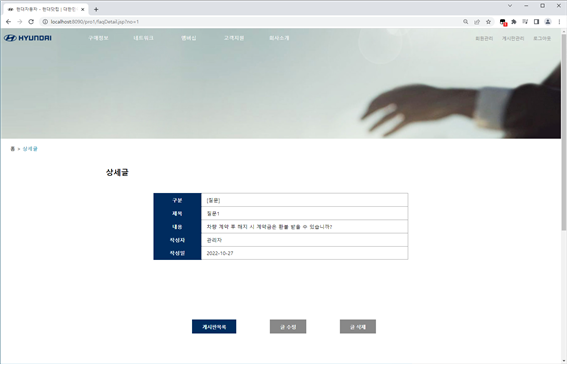 현대자동차 - 현대닷컴 | 대한민
localhost:8090/pro1/faqDetail.jsp?no=1
HYUNDAI 구매정보 네트워크 멤버십 고객지원 회사소개 회원관리 게시판관리 로그아웃
홈 > 상세글
상세글
구분 [질문]
제목 질문1
내용 차량 계약 후 해지 시 계약금은 환불 받을 수 있습니까?
작성자 관리자
작성일 2022-10-27
게시판목록 글 수정 글 삭제